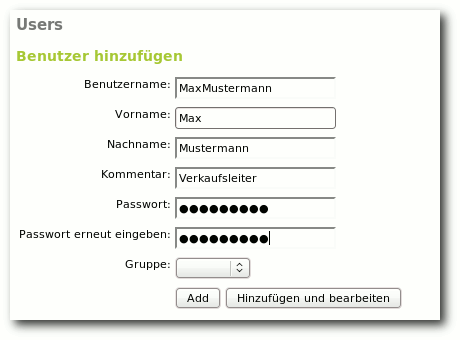 Users
Benutzer hinzufügen
Benutzername: MaxMustermann
Vorname: Max
Nachname: Mustermann
Kommentar: Verkaufsleiter
Passwort: ●●●●●●●●●
Passwort erneut eingeben: ●●●●●●●●●
Gruppe:
Add Hinzufügen und bearbeiten